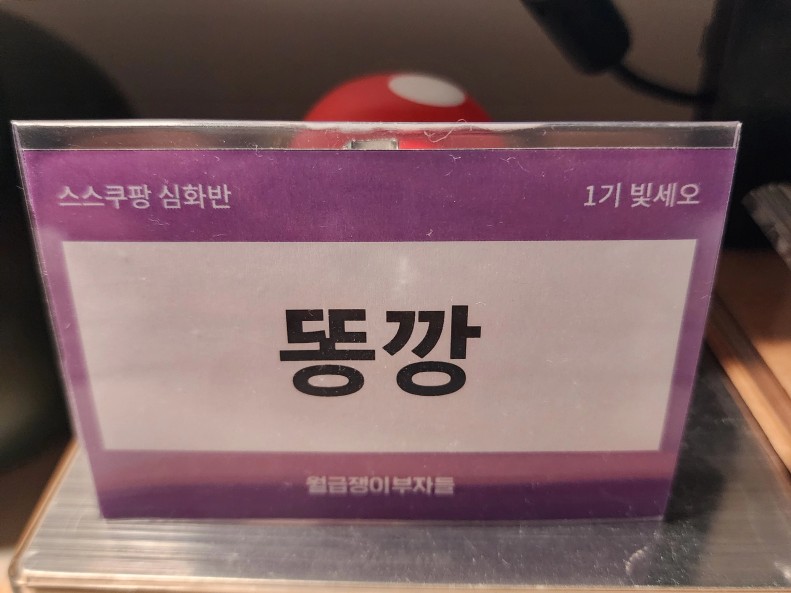 스스쿠팡 심화반
1기 빛세오
똥깡
월급쟁이부자들